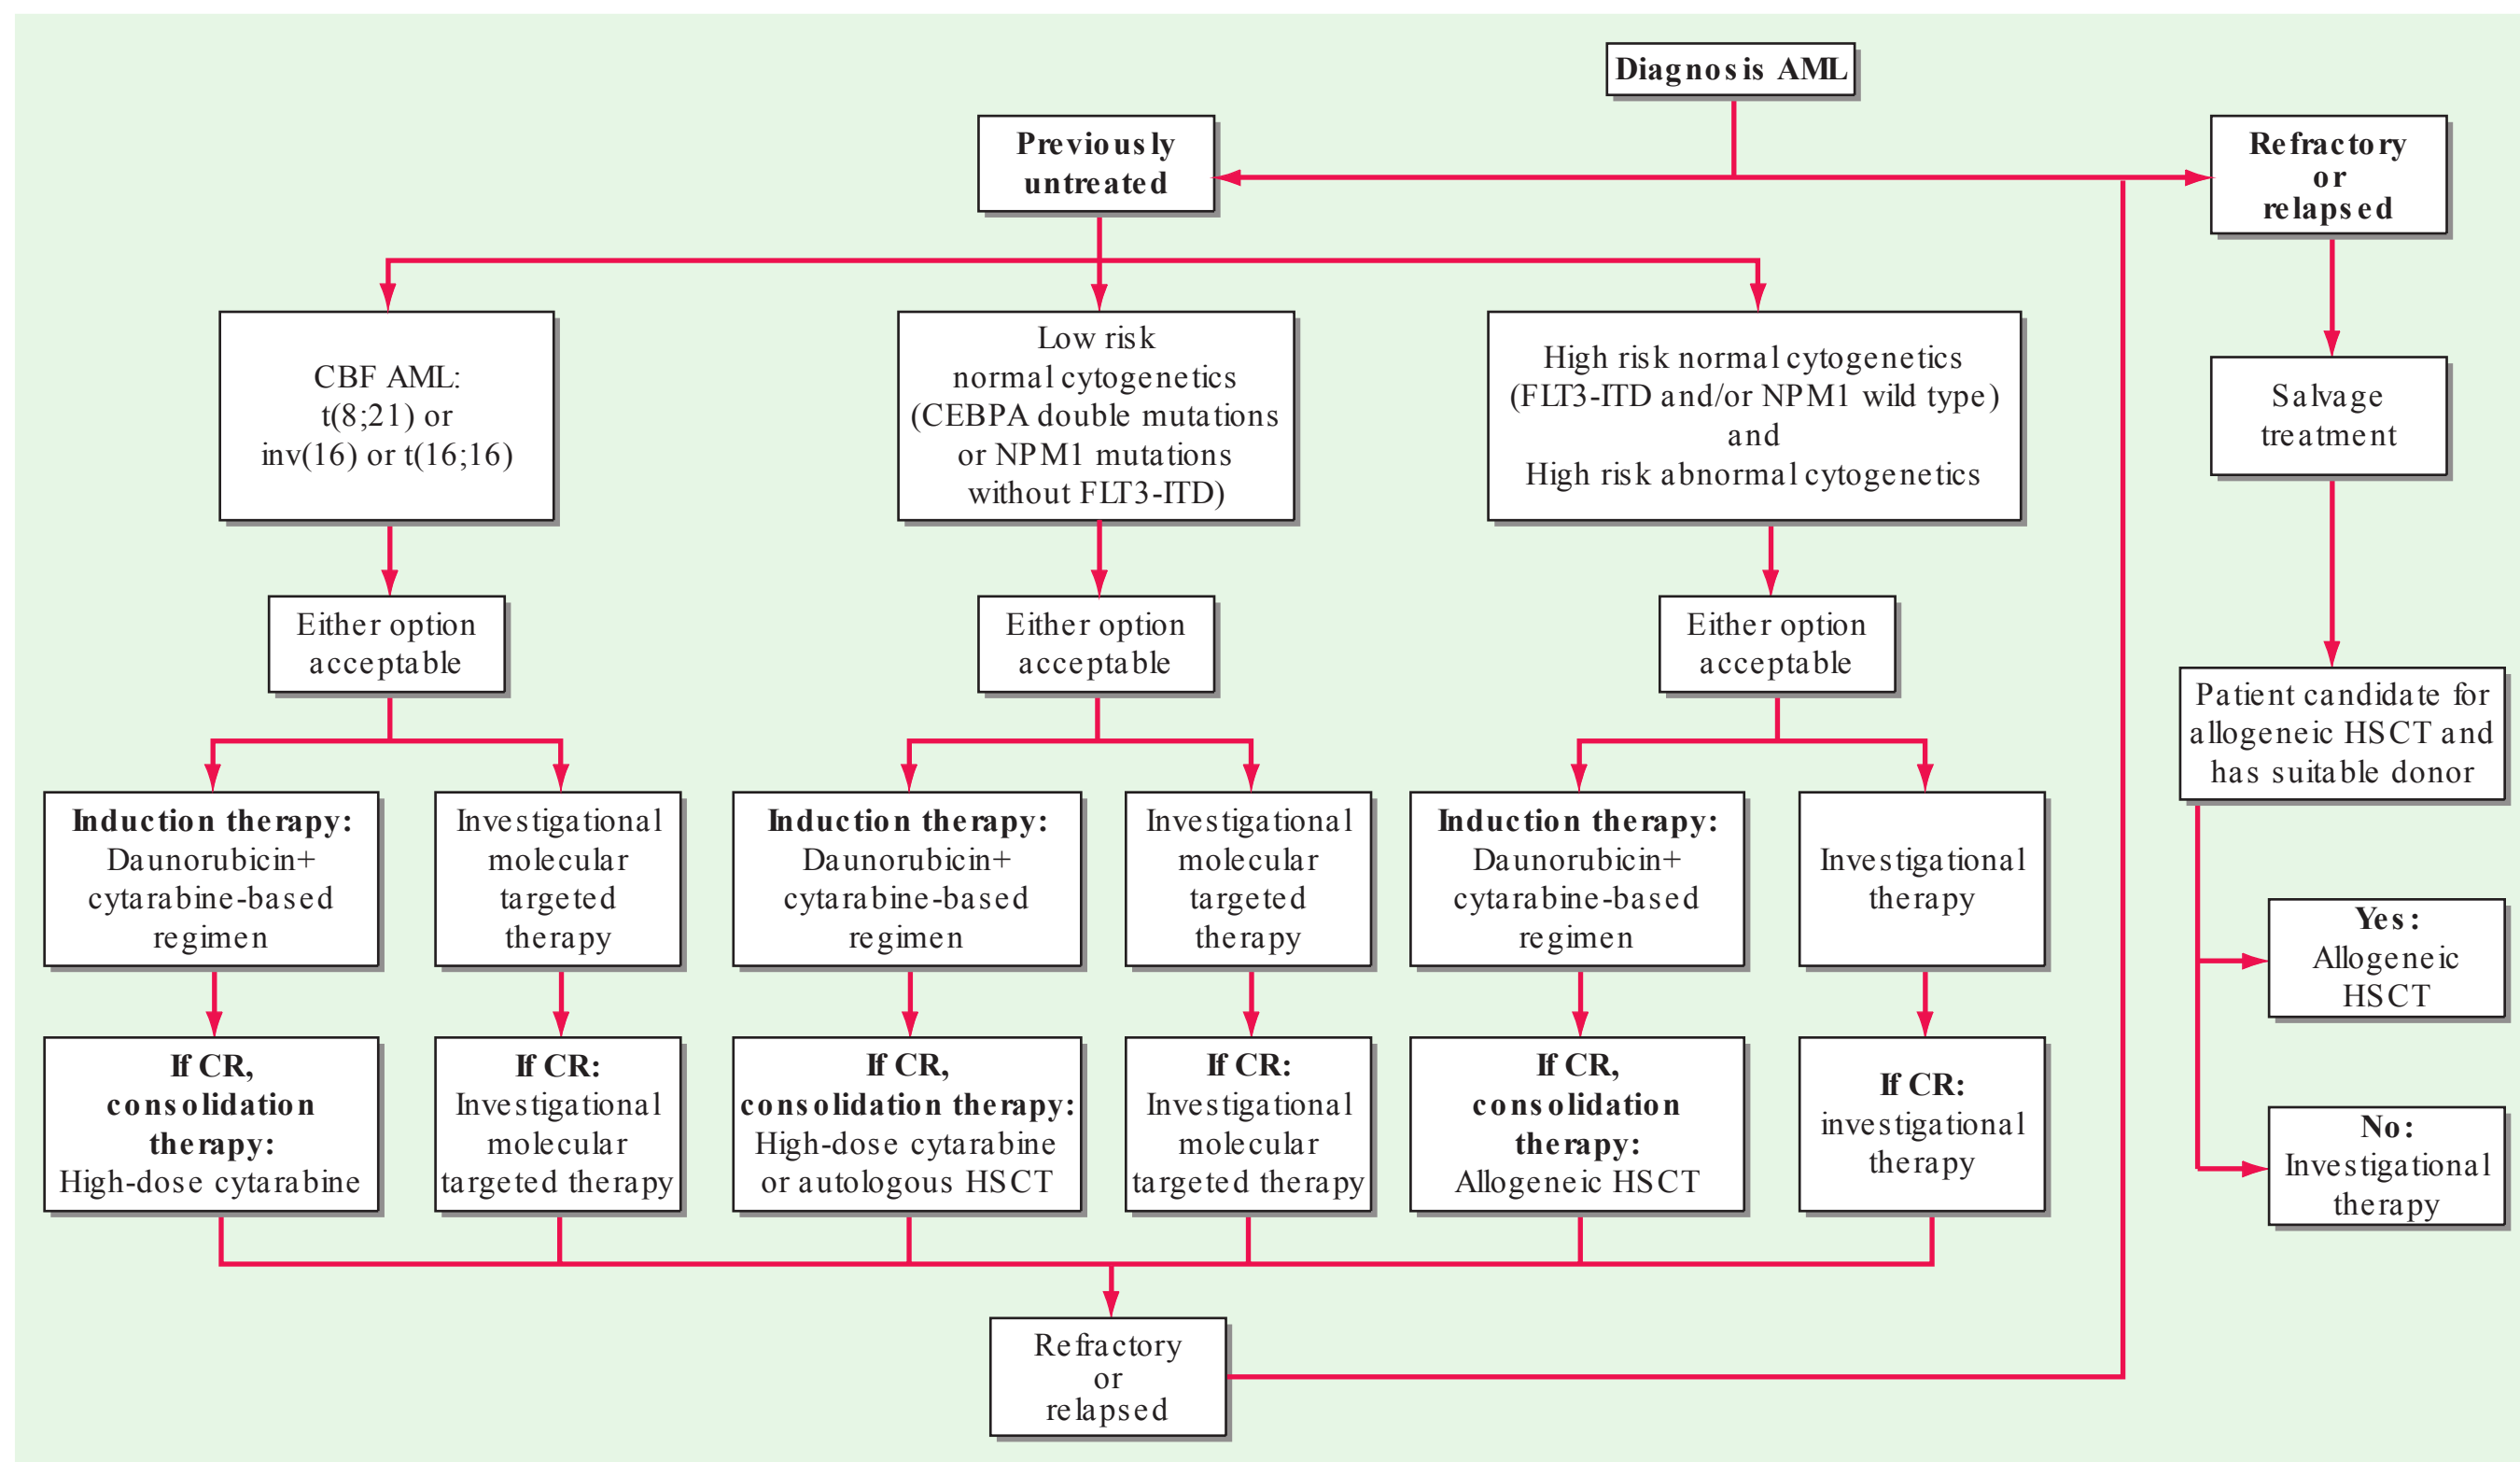 Diagnosis AML
Previously
untreated
Refractory
or
relapsed
CBF AML:
t(8;21) or
inv(16) or t(16;16)
Low risk
normal cytogenetics
(CEBPA double mutations
or NPM1 mutations
without FLT3-ITD)
High risk normal cytogenetics
(FLT3-ITD and/or NPM1 wild type)
and
High risk abnormal cytogenetics
Salvage
treatment
Either option
acceptable
Either option
acceptable
Either option
acceptable
Patient candidate for
allogeneic HSCT and
has suitable donor
Induction therapy:
Daunorubicin+
cytarabine-based
regimen
Investigational
molecular
targeted
therapy
Induction therapy:
Daunorubicin+
cytarabine-based
regimen
Investigational
molecular
targeted
therapy
Induction therapy:
Daunorubicin+
cytarabine-based
regimen
Investigational
therapy
Yes:
Allogeneic
HSCT
If CR,
consolidation
therapy:
High-dose cytarabine
If CR:
Investigational
molecular
targeted therapy
If CR,
consolidation therapy:
High-dose cytarabine
or autologous HSCT
If CR:
Investigational
molecular
targeted therapy
If CR,
consolidation
therapy:
Allogeneic HSCT
If CR:
investigational
therapy
No:
Investigational
therapy
Refractory
or
relapsed